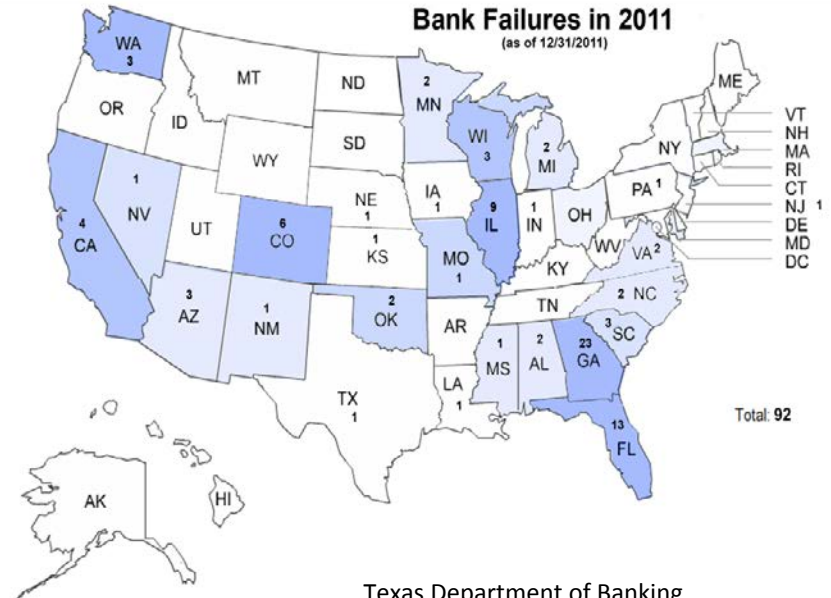 Bank Failures in 2011
(as of 12/31/2011)
WA
3
MT
ND
2
MN
ME
OR
ID
WY
SD
WI
3
2
MI
NY
VT
NH
MA
RI
CT
NJ 1
DE
MD
DC
4
CA
1
NV
UT
6
CO
NE
1
IA
1
9
IL
1
IN
OH
PA 1
1
KS
MO
1
KY
WV
VA 2
3
AZ
1
NM
2
OK
AR
TN
2 NC
3 SC
TX
1
LA
1
1
MS
2
AL
23
GA
13
FL
Total: 92
AK
HI
Texas Department of Banking